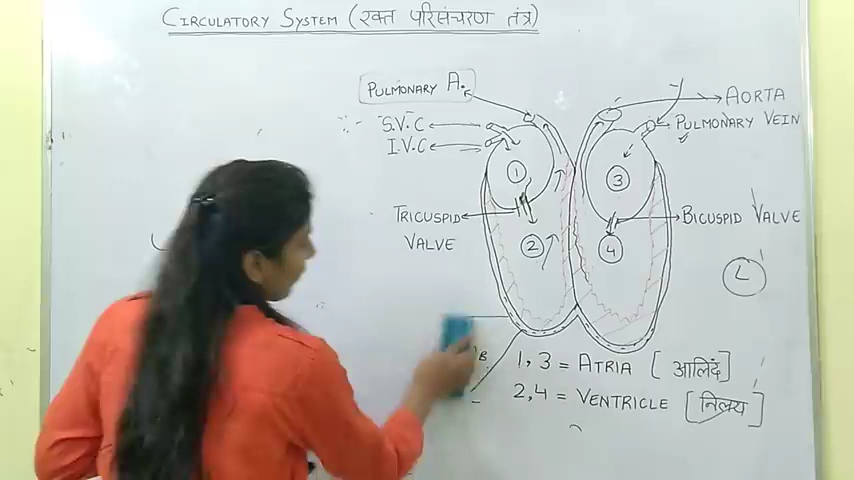 CIRCULATORY SYSTEM (रक्त परिसंचरण तंत्र)
PULMONARY A.
S.V.C
I.V.C
AORTA
PULMONARY VEIN
1
3
TRICUSPID
VALVE
BICUSPID VALVE
2
4
L
B
1, 3 = ATRIA [आलिंद]
2, 4 = VENTRICLE [निलय]